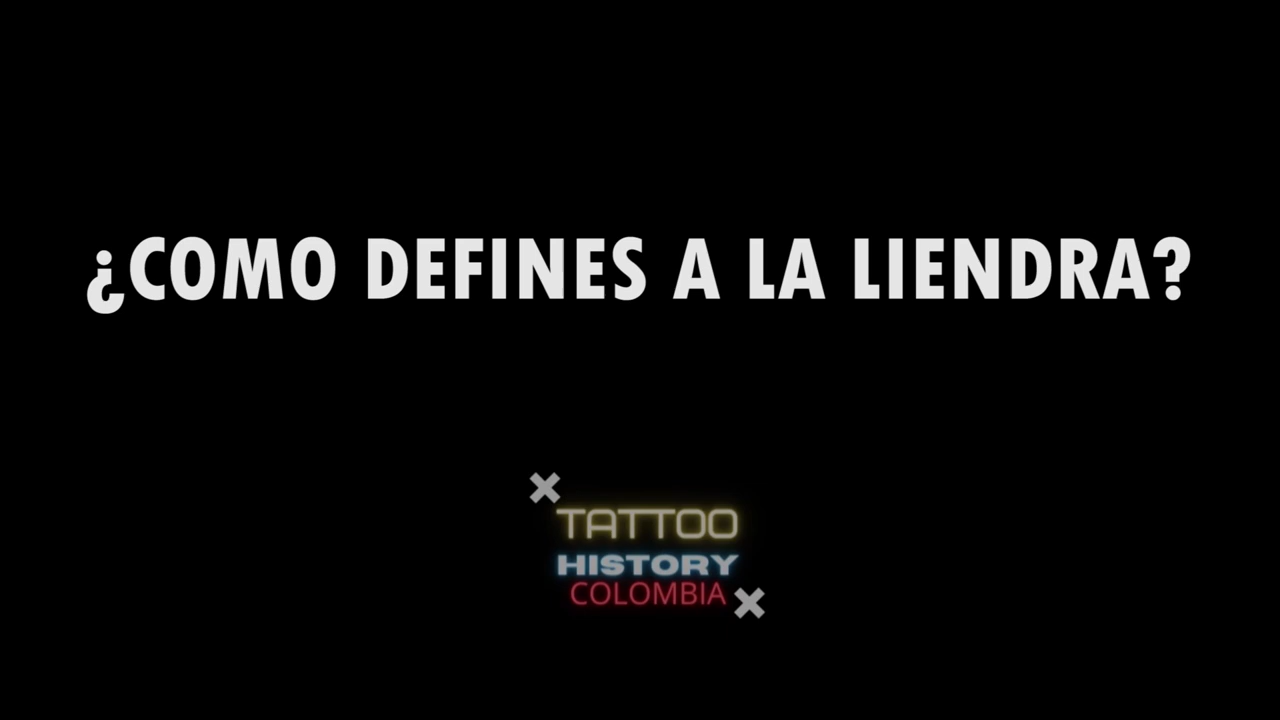 ¿COMO DEFINES A LA LIENDRA?
TATTOO
HISTORY
COLOMBIA